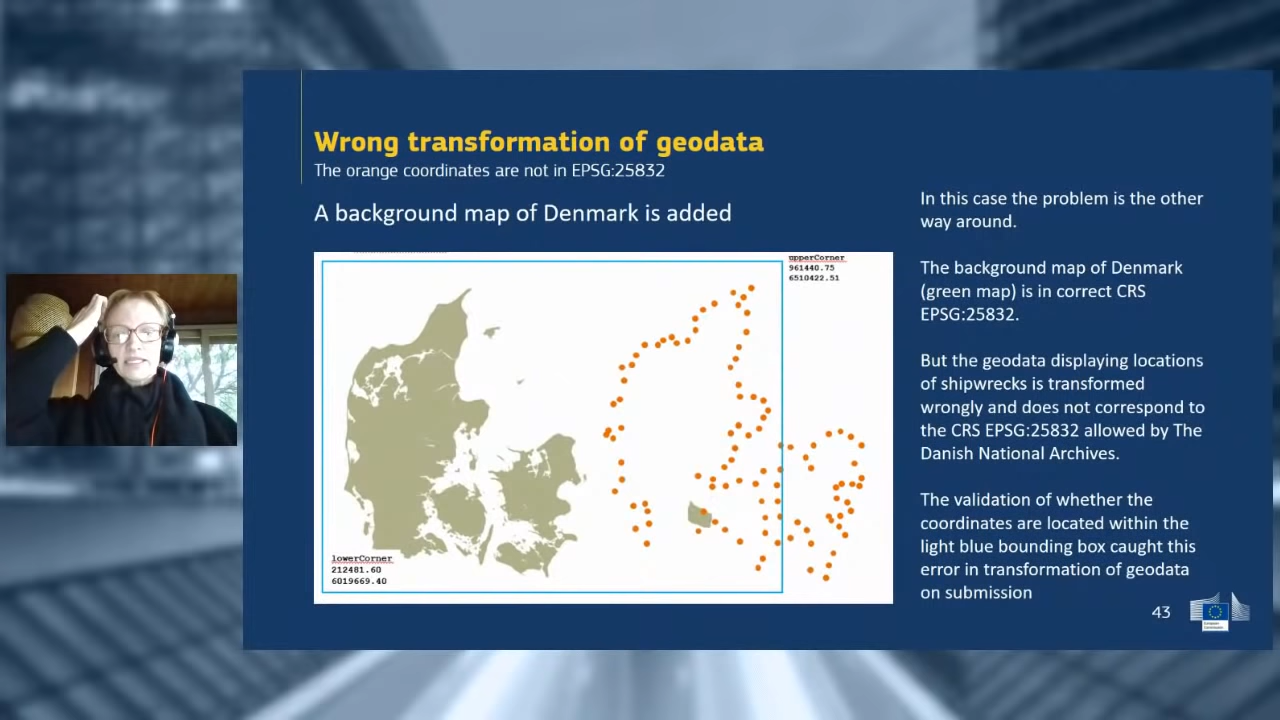 Wrong transformation of geodata
The orange coordinates are not in EPSG:25832
A background map of Denmark is added
upperCorner
961440.75
6510422.51
lowerCorner
212481.60
6019669.40
In this case the problem is the other
way around.
The background map of Denmark
(green map) is in correct CRS
EPSG:25832.
But the geodata displaying locations
of shipwrecks is transformed
wrongly and does not correspond to
the CRS EPSG:25832 allowed by The
Danish National Archives.
The validation of whether the
coordinates are located within the
light blue bounding box caught this
error in transformation of geodata
on submission
43
European
Commission